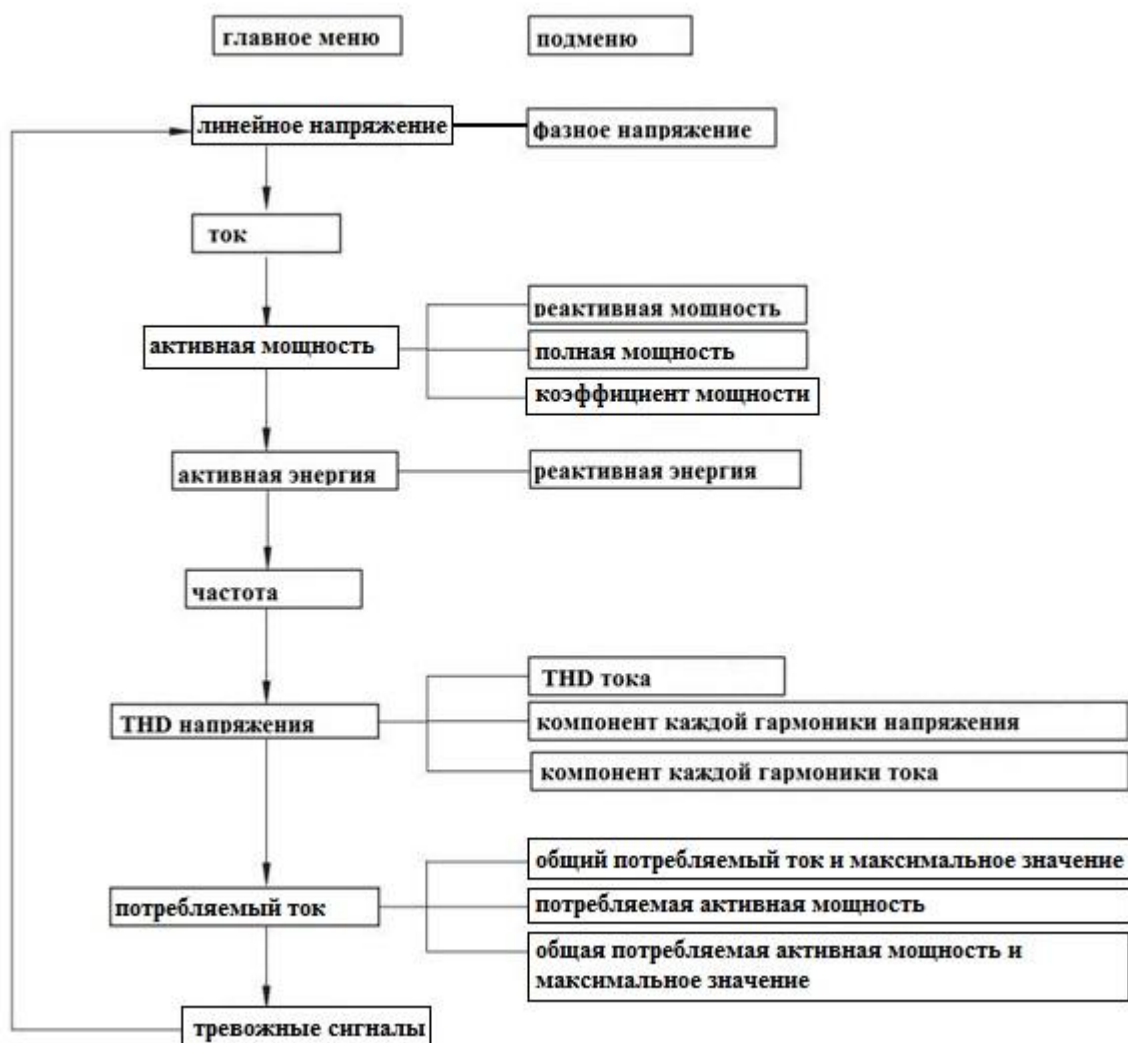 главное меню
подменю
линейное напряжение
фазное напряжение
ток
реактивная мощность
активная мощность
полная мощность
коэффициент мощности
активная энергия
реактивная энергия
частота
THD тока
THD напряжения
компонент каждой гармоники напряжения
компонент каждой гармоники тока
общий потребляемый ток и максимальное значение
потребляемый ток
потребляемая активная мощность
общая потребляемая активная мощность и
максимальное значение
тревожные сигналы